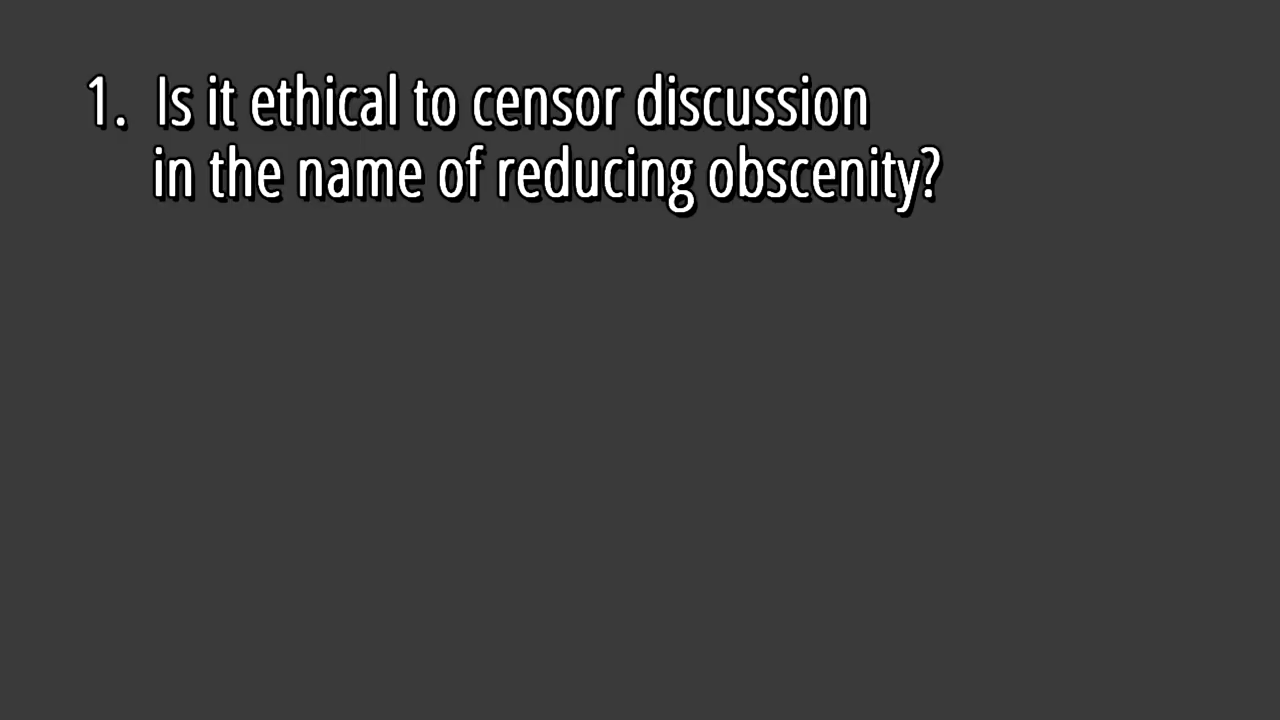 1. Is it ethical to censor discussion
in the name of reducing obscenity?